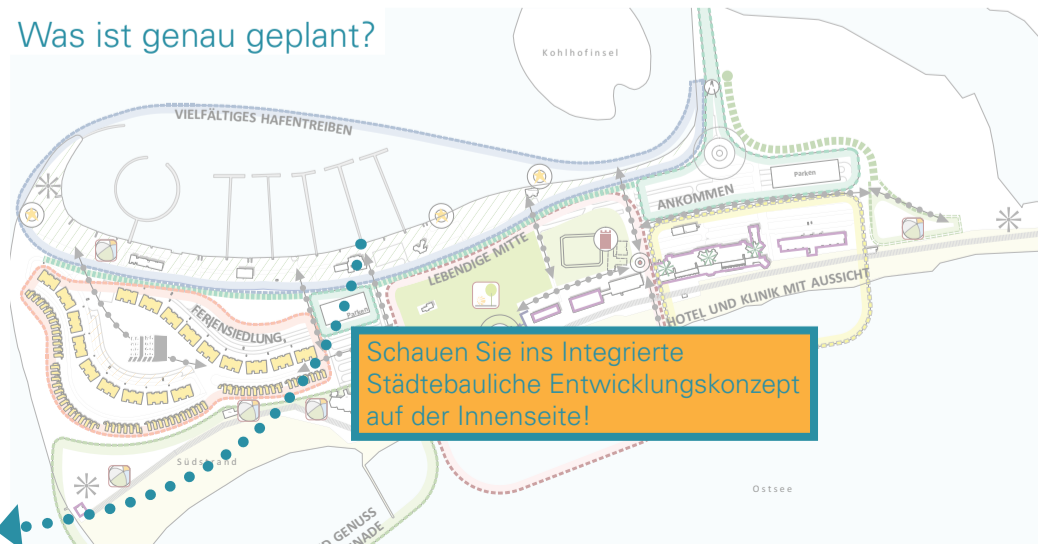 Was ist genau geplant?
Kohlhofinsel
VIELFÄLTIGES HAFENTREIBEN
Parken
ANKOMMEN
LEBENDIGE MITTE
HOTEL UND KLINIK MIT AUSSICHT
FERIENSIEDLUNG
Parken
Schauen Sie ins Integrierte
Städtebauliche Entwicklungskonzept
auf der Innenseite!
Südstrand
Ostsee
GENUSS